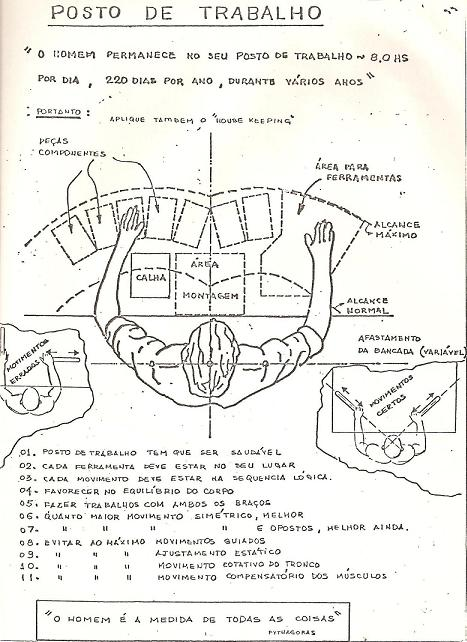 POSTO DE TRABALHO
"O HOMEM PERMANECE NO SEU POSTO DE TRABALHO ~ 8,0 HS
POR DIA , 220 DIAS POR ANO , DURANTE VÁRIOS ANOS"
PORTANTO :
APLIQUE TAMBEM O "HOUSE KEEPING"
PEÇAS
COMPONENTES
ÁREA PARA
FERRAMENTAS
ALCANCE
MÁXIMO
ÁREA
CALHA
MONTAGEM
ALCANCE
NORMAL
AFASTAMENTO
DA BANCADA (VARIÁVEL)
MOVIMENTOS
ERRADOS
MOVIMENTOS
CERTOS
01. POSTO DE TRABALHO TEM QUE SER SAUDÁVEL
02. CADA FERRAMENTA DEVE ESTAR NO SEU LUGAR
03. CADA MOVIMENTO DEVE ESTAR NA SEQUENCIA LÓGICA.
04. FAVORECER NO EQUILÍBRIO DO CORPO
05. FAZER TRABALHOS COM AMBOS OS BRAÇOS
06. QUANTO MAIOR MOVIMENTO SIMÉTRICO, MELHOR
07. " " " " E OPOSTOS, MELHOR AINDA.
08. EVITAR AO MÁXIMO MOVIMENTOS GUIADOS
09. " " " AJUSTAMENTO ESTÁTICO
10. " " " MOVIMENTO ROTATIVO DO TRONCO
11. " " " MOVIMENTO COMPENSATÓRIO DOS MÚSCULOS
"O HOMEM É A MEDIDA DE TODAS AS COISAS"
PYTHAGORAS